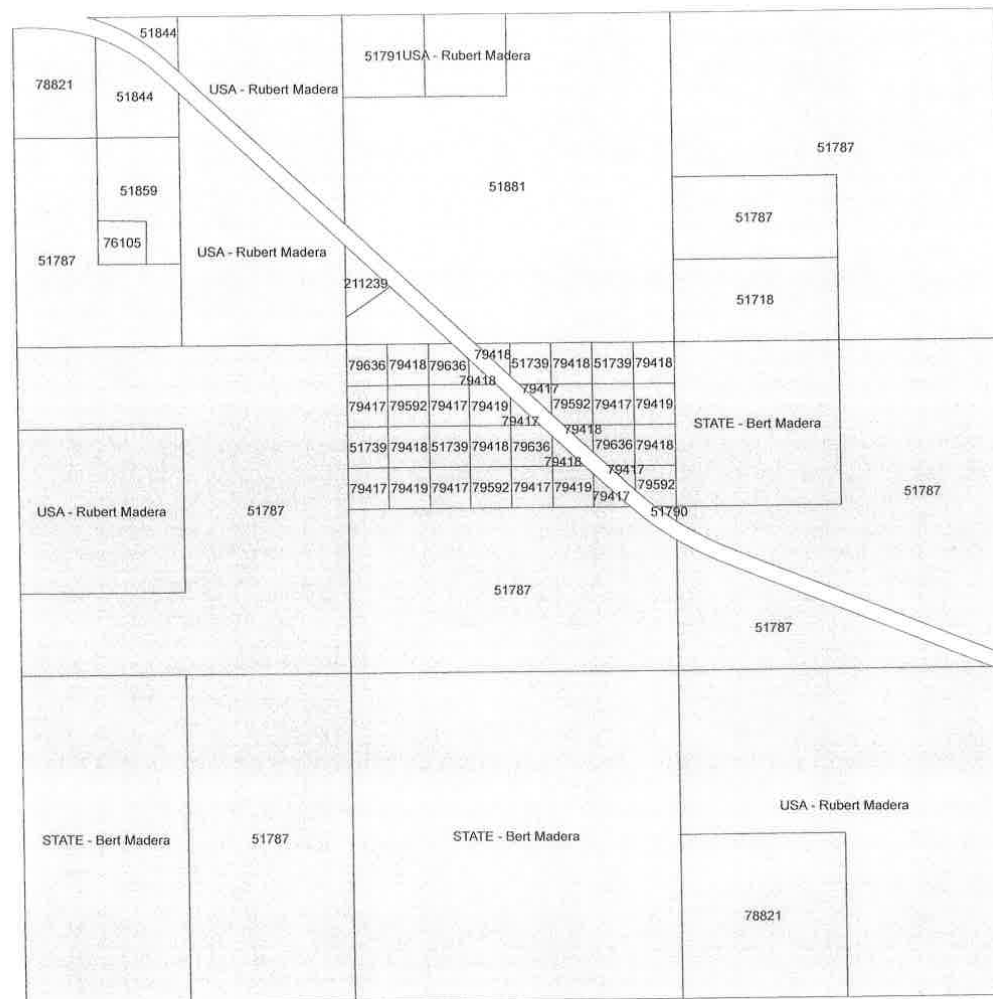 51844
51791USA - Rubert Madera
78821
51844
USA - Rubert Madera
51787
51881
51859
51787
76105
USA - Rubert Madera
51787
211239
51718
79636 79418 79636 79418 51739 79418 51739 79418
79418 79417
79417 79592 79417 79419 79592 79417 79419
79417 79418
STATE - Bert Madera
51739 79418 51739 79418 79636 79636 79418
79418 79417
79417 79419 79417 79592 79417 79419 79417 79592
51787
USA - Rubert Madera
51787
51790
51787
51787
USA - Rubert Madera
STATE - Bert Madera
51787
STATE - Bert Madera
78821